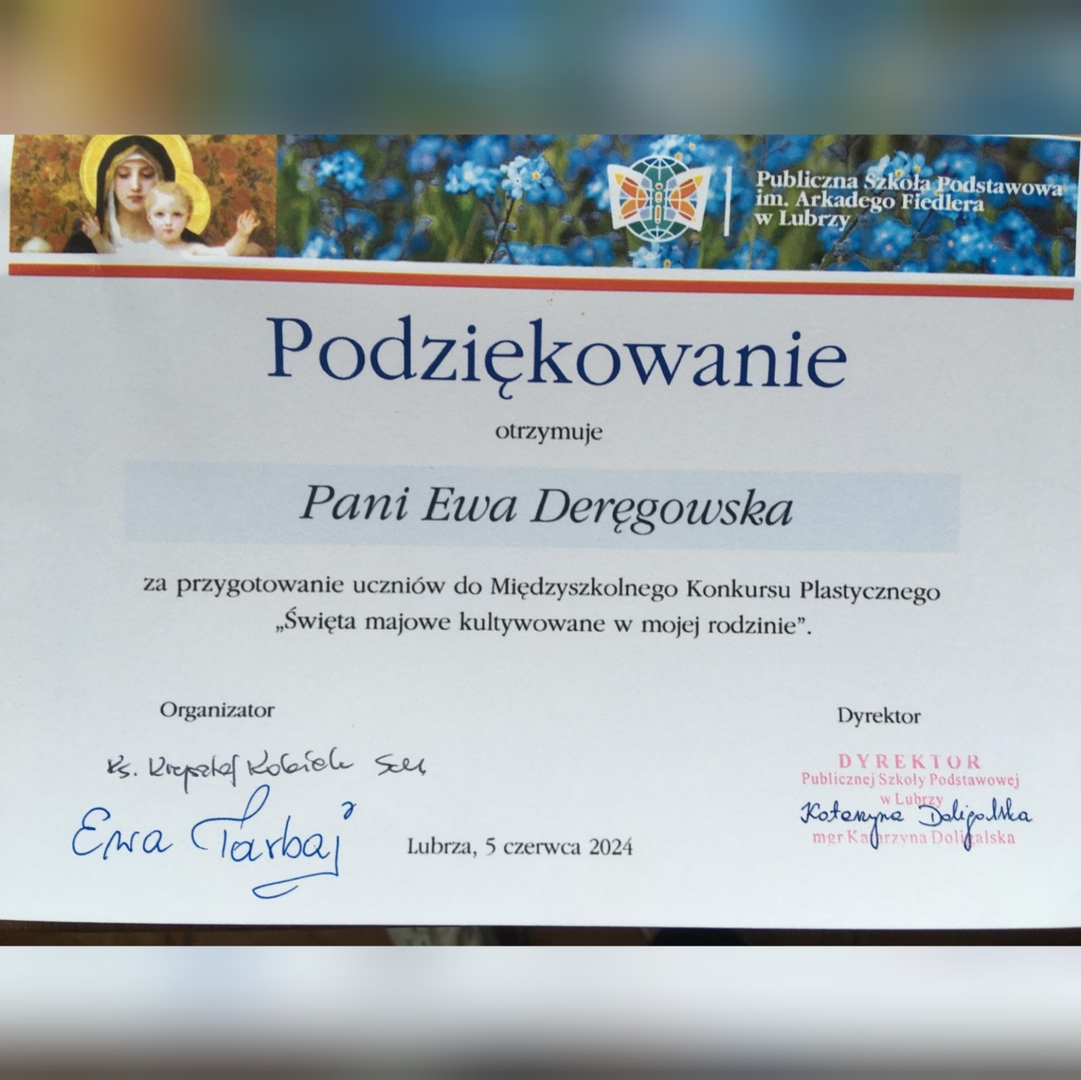 Publiczna Szkoła Podstawowa
im. Arkadego Fiedlera
w Lubrzy
Podziękowanie
otrzymuje
Pani Ewa Deręgowska
za przygotowanie uczniów do Międzyszkolnego Konkursu Plastycznego
„Święta majowe kultywowane w mojej rodzinie”.
Organizator
Ks. Krzysztof Kobiela
Ewa Tarbaj
Lubrza, 5 czerwca 2024
Dyrektor
DYREKTOR
Publicznej Szkoły Podstawowej
w Lubrzy
Katarzyna Doligalska
mgr Katarzyna Doligalska